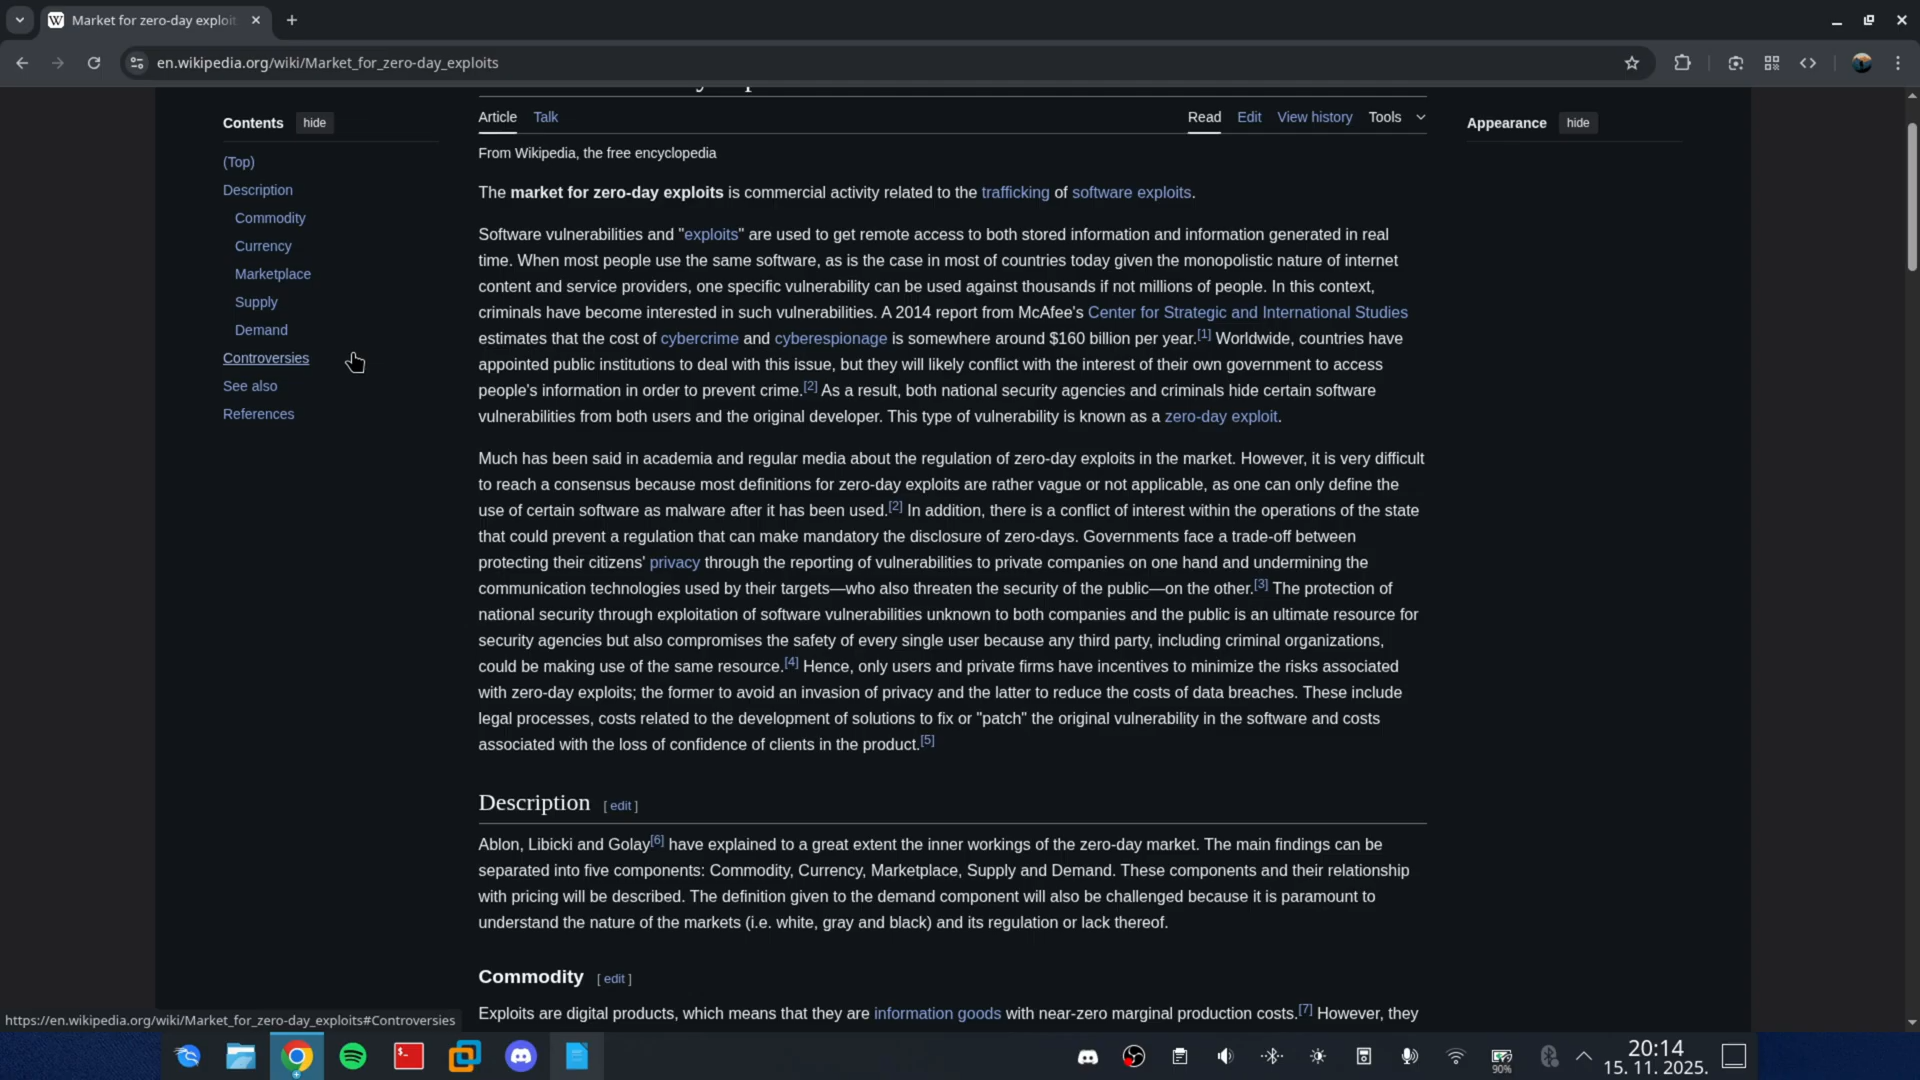 Market for zero-day exploit
en.wikipedia.org/wiki/Market_for_zero-day_exploits
Contents hide
(Top)
Description
Commodity
Currency
Marketplace
Supply
Demand
Controversies
See also
References
Article Talk Read Edit View history Tools
Appearance hide
From Wikipedia, the free encyclopedia
The market for zero-day exploits is commercial activity related to the trafficking of software exploits.
Software vulnerabilities and "exploits" are used to get remote access to both stored information and information generated in real
time. When most people use the same software, as is the case in most of countries today given the monopolistic nature of internet
content and service providers, one specific vulnerability can be used against thousands if not millions of people. In this context,
criminals have become interested in such vulnerabilities. A 2014 report from McAfee's Center for Strategic and International Studies
estimates that the cost of cybercrime and cyberespionage is somewhere around $160 billion per year.[1] Worldwide, countries have
appointed public institutions to deal with this issue, but they will likely conflict with the interest of their own government to access
people's information in order to prevent crime.[2] As a result, both national security agencies and criminals hide certain software
vulnerabilities from both users and the original developer. This type of vulnerability is known as a zero-day exploit.
Much has been said in academia and regular media about the regulation of zero-day exploits in the market. However, it is very difficult
to reach a consensus because most definitions for zero-day exploits are rather vague or not applicable, as one can only define the
use of certain software as malware after it has been used.[2] In addition, there is a conflict of interest within the operations of the state
that could prevent a regulation that can make mandatory the disclosure of zero-days. Governments face a trade-off between
protecting their citizens' privacy through the reporting of vulnerabilities to private companies on one hand and undermining the
communication technologies used by their targets—who also threaten the security of the public—on the other.[3] The protection of
national security through exploitation of software vulnerabilities unknown to both companies and the public is an ultimate resource for
security agencies but also compromises the safety of every single user because any third party, including criminal organizations,
could be making use of the same resource.[4] Hence, only users and private firms have incentives to minimize the risks associated
with zero-day exploits; the former to avoid an invasion of privacy and the latter to reduce the costs of data breaches. These include
legal processes, costs related to the development of solutions to fix or "patch" the original vulnerability in the software and costs
associated with the loss of confidence of clients in the product.[5]
Description [ edit ]
Ablon, Libicki and Golay[6] have explained to a great extent the inner workings of the zero-day market. The main findings can be
separated into five components: Commodity, Currency, Marketplace, Supply and Demand. These components and their relationship
with pricing will be described. The definition given to the demand component will also be challenged because it is paramount to
understand the nature of the markets (i.e. white, gray and black) and its regulation or lack thereof.
Commodity [ edit ]
Exploits are digital products, which means that they are information goods with near-zero marginal production costs.[7] However, they
https://en.wikipedia.org/wiki/Market_for_zero-day_exploits#Controversies
90%
20:14
15. 11. 2025.